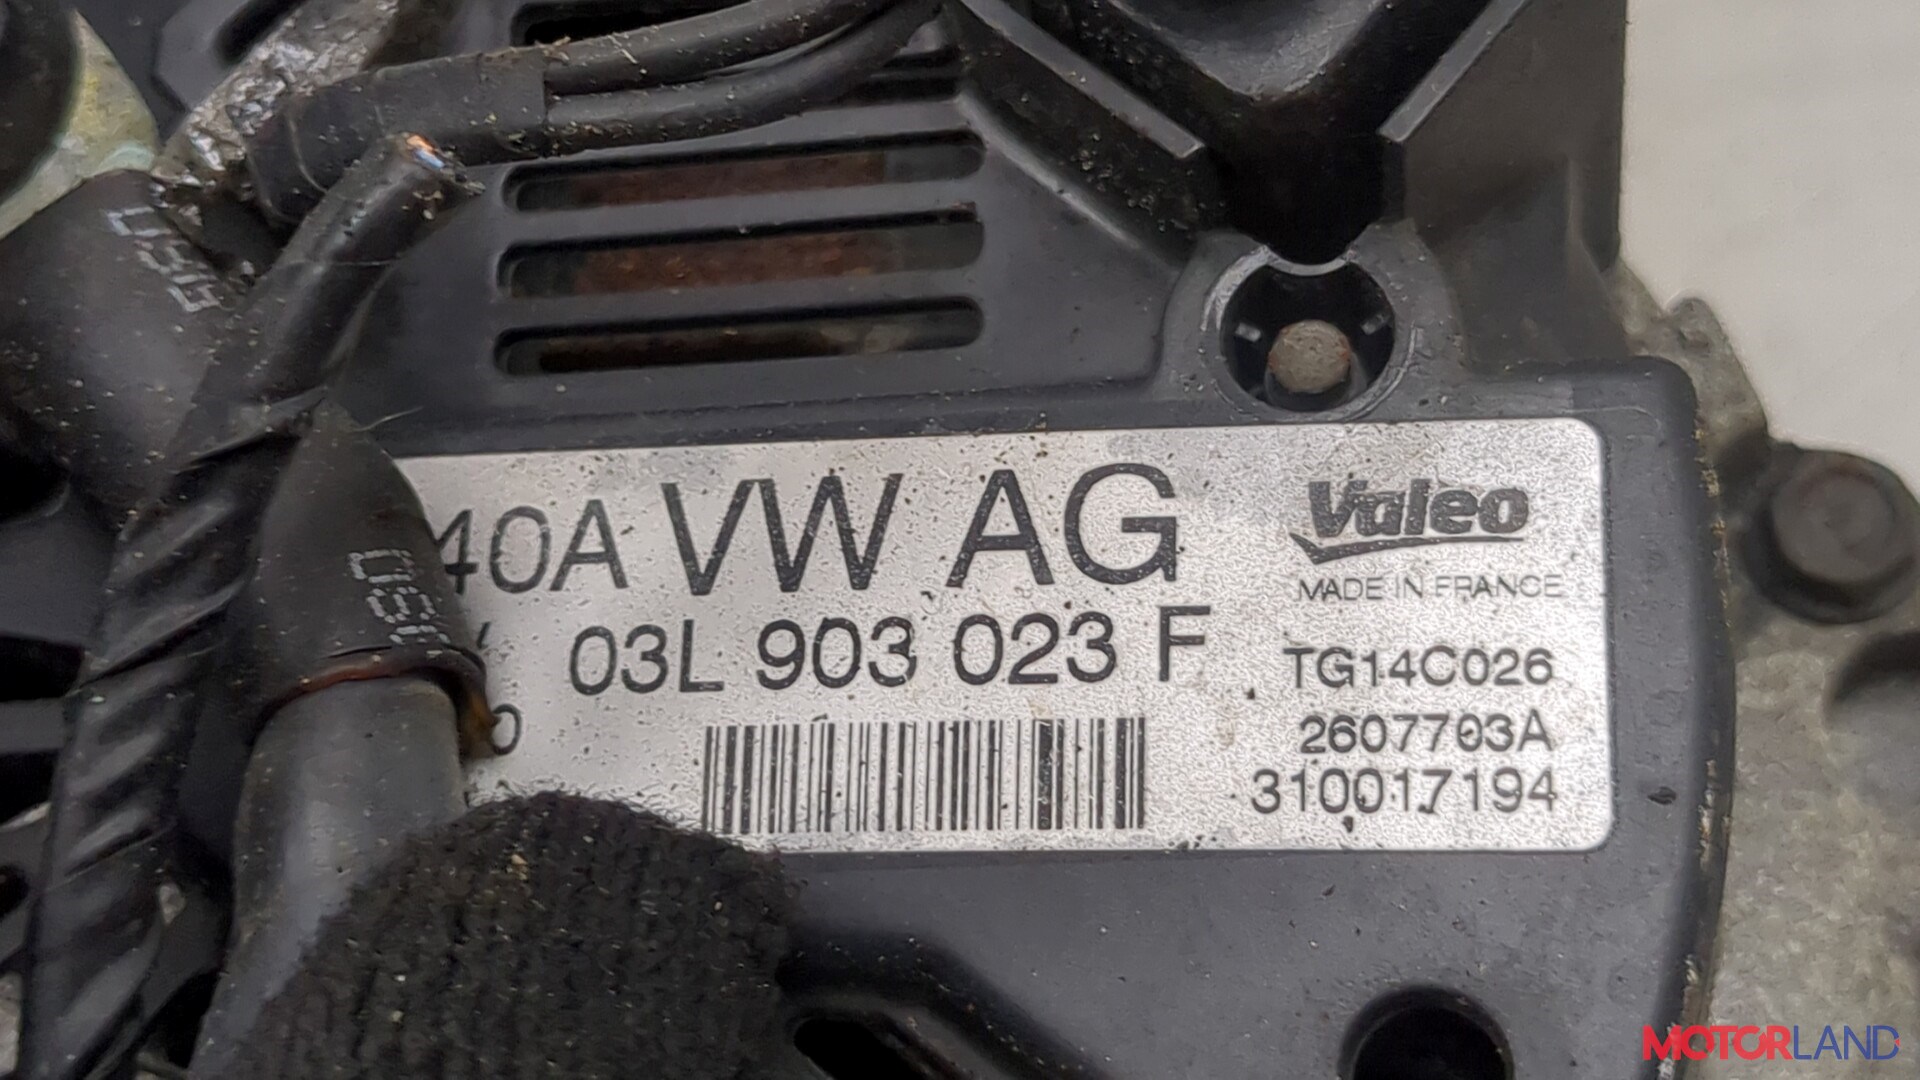 40A VW AG
Valeo
MADE IN FRANCE
03L 903 023 F
TG14C026
2607703A
310017194
MOTORLAND